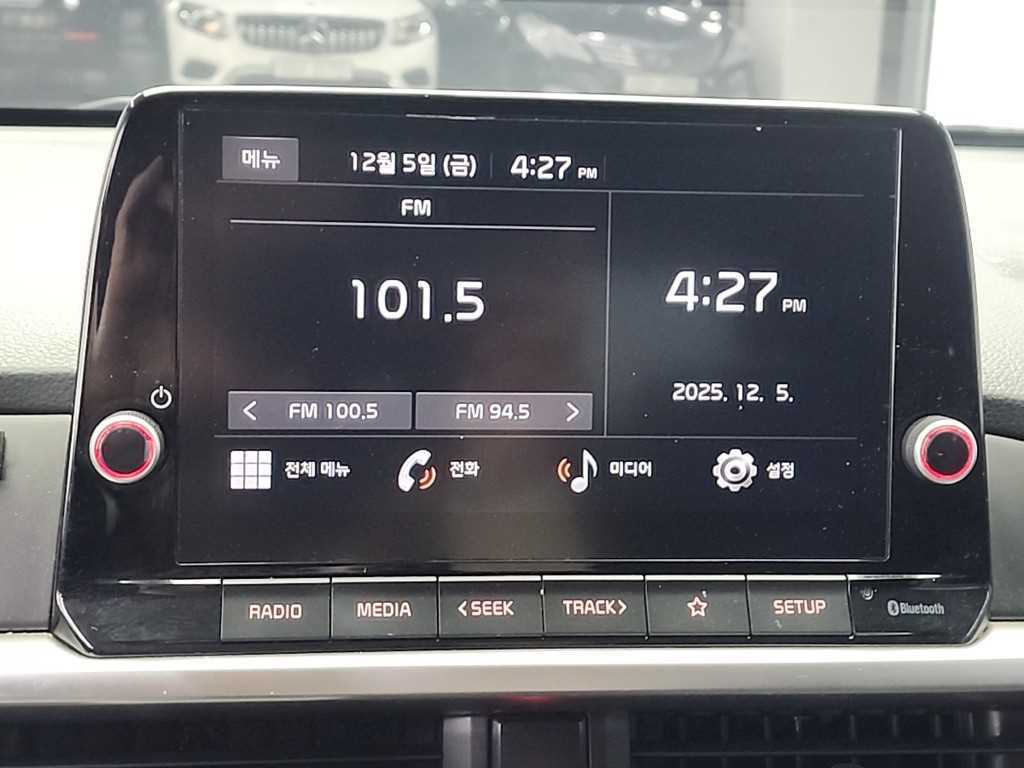 메뉴 12월 5일 (금) 4:27 PM
FM
101.5
4:27 PM
2025. 12. 5.
< FM 100.5 FM 94.5 >
전체 메뉴 전화 미디어 설정
RADIO MEDIA <SEEK TRACK> SETUP Bluetooth